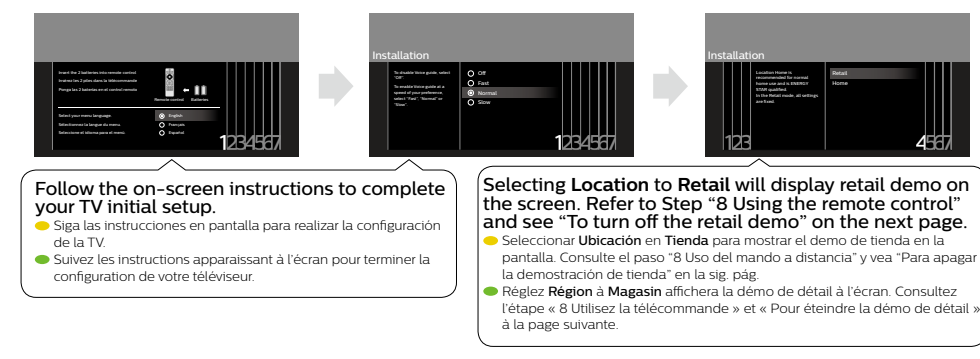 Insert the 2 batteries into remote control
Insérez les 2 piles dans la télécommande
Ponga las 2 baterías en el control remoto
Remote control
Batteries
Select your menu language
Sélectionnez la langue du menu.
Seleccione el idioma para el menú.
English
Français
Español
1234567
Installation
To disable Voice guide, select
"Off".
To enable Voice guide at a
speed of your preference,
select "Fast", "Normal" or
"Slow".
Off
Fast
Normal
Slow
1234567
Installation
Location Home is
recommended for normal
home use and is ENERGY
STAR qualified.
In the Retail mode, all settings
are fixed.
Retail
Home
123
4567
Follow the on-screen instructions to complete
your TV initial setup.
Siga las instrucciones en pantalla para realizar la configuración
de la TV.
Suivez les instructions apparaissant à l'écran pour terminer la
configuration de votre téléviseur.
Selecting Location to Retail will display retail demo on
the screen. Refer to Step “8 Using the remote control”
and see “To turn off the retail demo” on the next page.
Seleccionar Ubicación en Tienda para mostrar el demo de tienda en la
pantalla. Consulte el paso “8 Uso del mando a distancia” y vea “Para apagar
la demostración de tienda” en la sig. pág.
Réglez Région à Magasin affichera la démo de détail à l'écran. Consultez
l'étape « 8 Utilisez la télécommande » et « Pour éteindre la démo de détail »
à la page suivante.